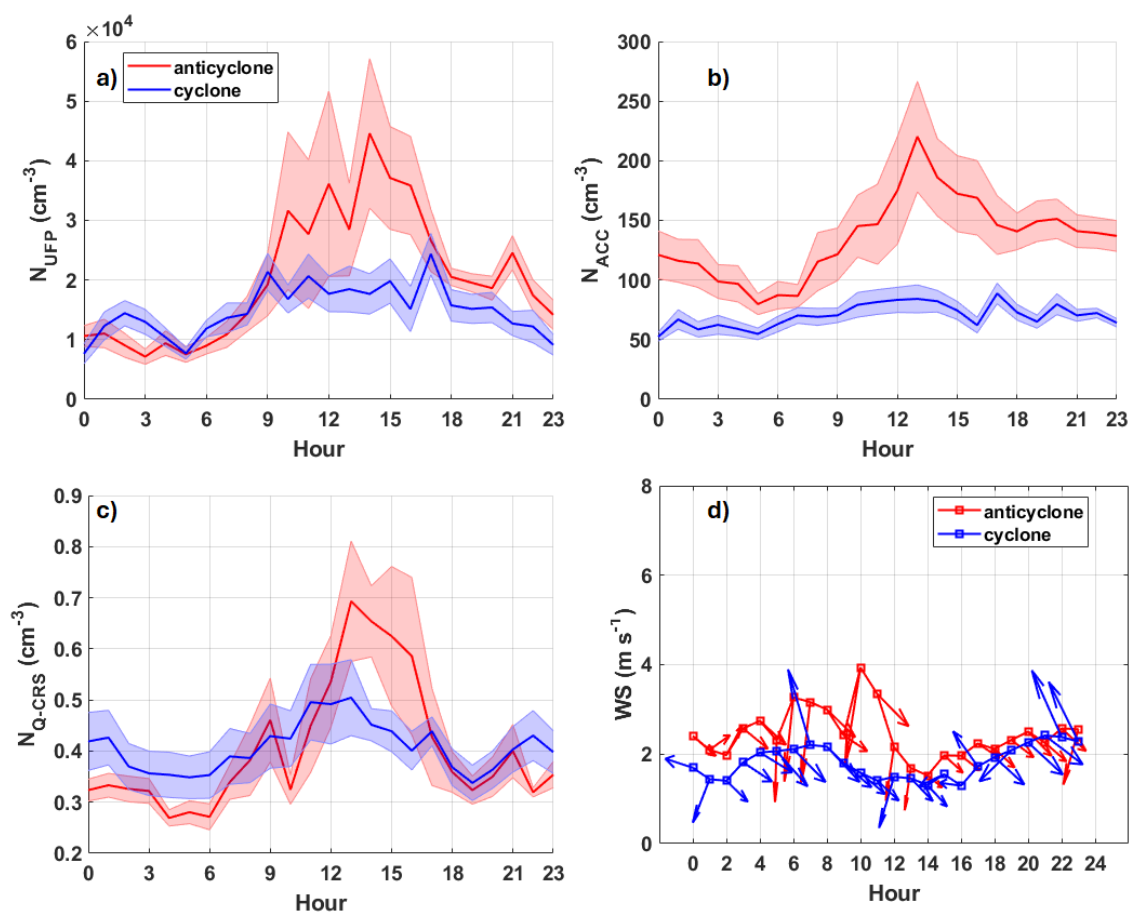 ×10⁴
a)
anticyclone
cyclone
N_UFP (cm⁻³)
6
5
4
3
2
1
0
0 3 6 9 12 15 18 21 23
Hour
b)
N_ACC (cm⁻³)
300
250
200
150
100
50
0
0 3 6 9 12 15 18 21 23
Hour
c)
N_Q-CRS (cm⁻³)
0.9
0.8
0.7
0.6
0.5
0.4
0.3
0.2
0 3 6 9 12 15 18 21 23
Hour
d)
anticyclone
cyclone
WS (m s⁻¹)
8
6
4
2
0
0 2 4 6 8 10 12 14 16 18 20 22 24
Hour